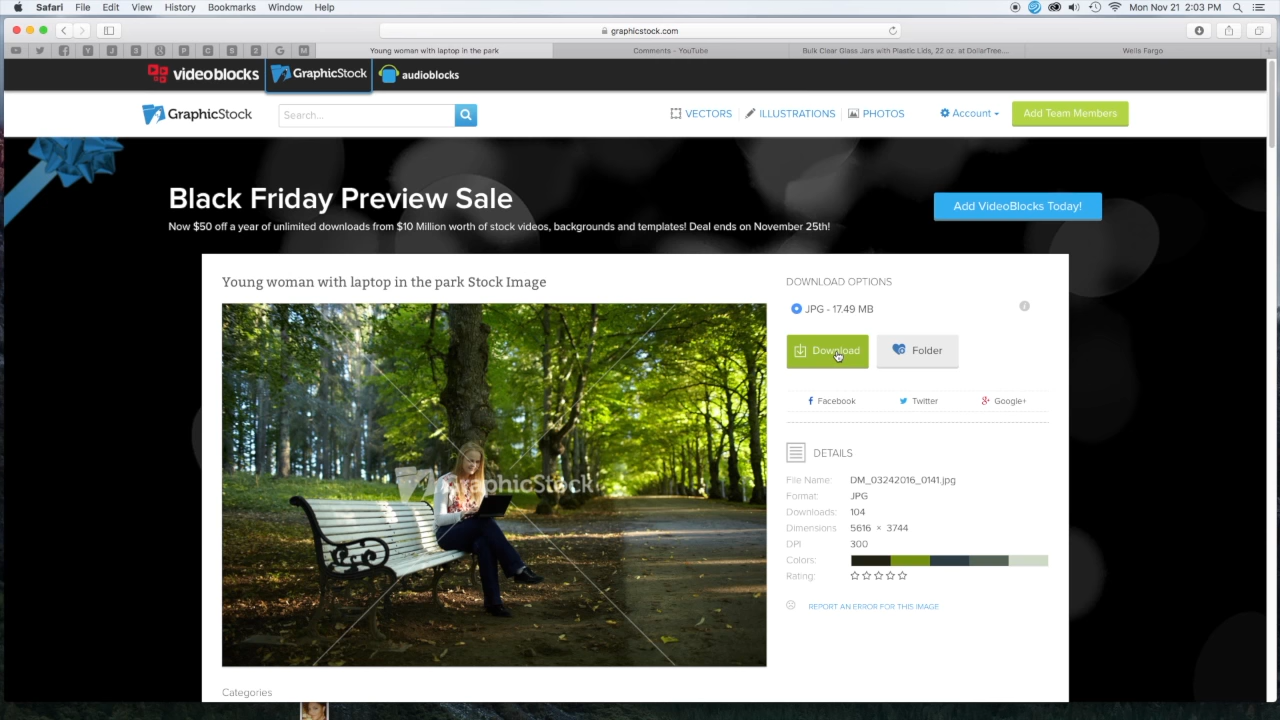 Safari File Edit View History Bookmarks Window Help Mon Nov 21 2:03 PM
graphicstock.com
Young woman with laptop in the park Comments - YouTube Bulk Clear Glass Jars with Plastic Lids, 22 oz. at DollarTree.... Wells Fargo
videoblocks GraphicStock audioblocks
GraphicStock Search... VECTORS ILLUSTRATIONS PHOTOS Account Add Team Members
Black Friday Preview Sale
Now $50 off a year of unlimited downloads from $10 Million worth of stock videos, backgrounds and templates! Deal ends on November 25th!
Add VideoBlocks Today!
Young woman with laptop in the park Stock Image
GraphicStock
DOWNLOAD OPTIONS
JPG - 17.49 MB
Download Folder
Facebook Twitter Google+
DETAILS
File Name: DM_03242016_0141.jpg
Format: JPG
Downloads: 104
Dimensions 5616 × 3744
DPI 300
Colors:
Rating:
REPORT AN ERROR FOR THIS IMAGE
Categories